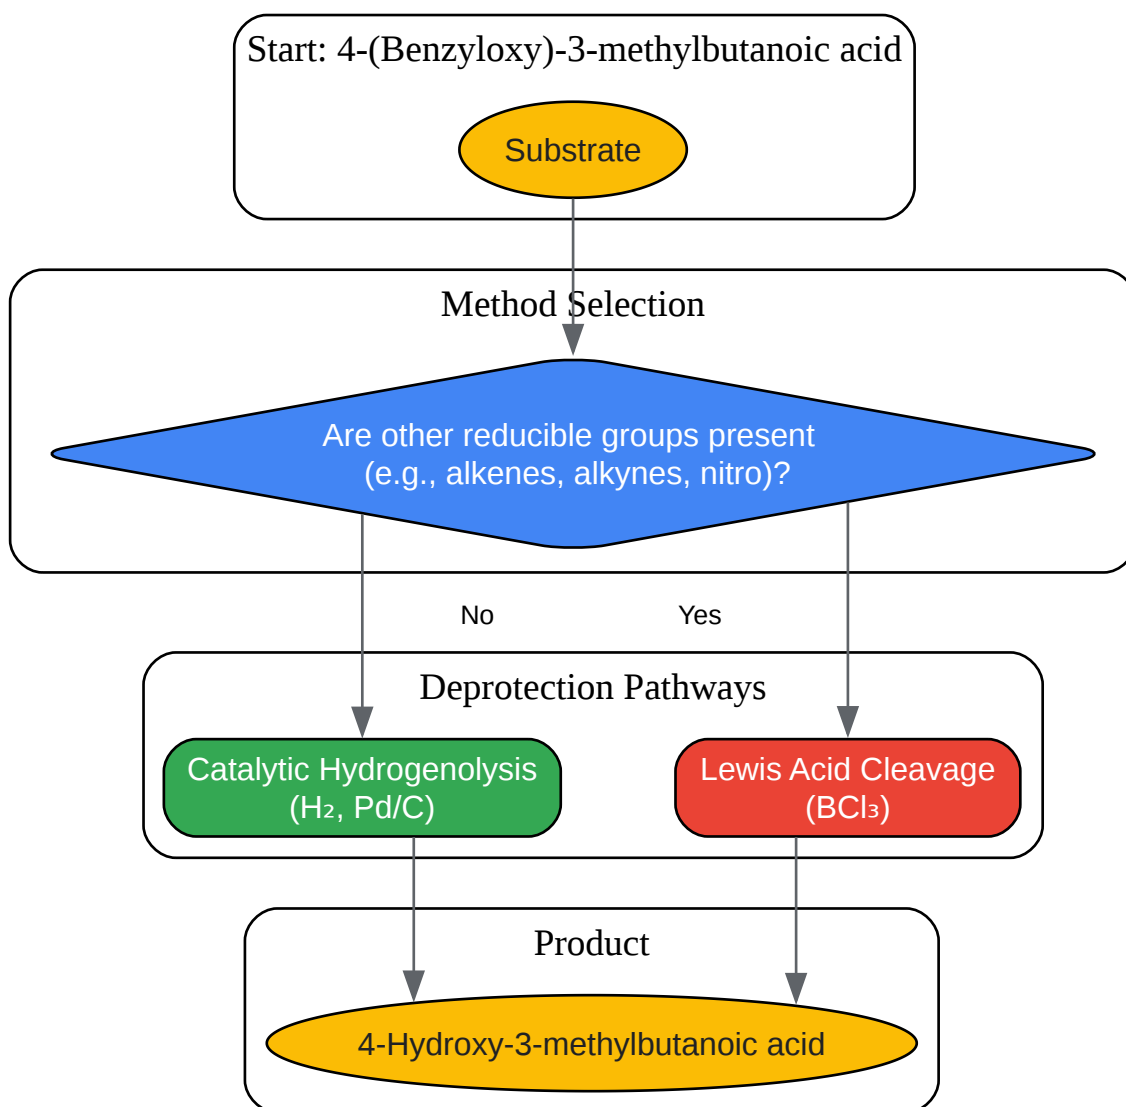 Start: 4-(Benzyloxy)-3-methylbutanoic acid
Substrate
Method Selection
Are other reducible groups present
(e.g., alkenes, alkynes, nitro)?
No
Yes
Deprotection Pathways
Catalytic Hydrogenolysis
(H₂, Pd/C)
Lewis Acid Cleavage
(BCl₃)
Product
4-Hydroxy-3-methylbutanoic acid